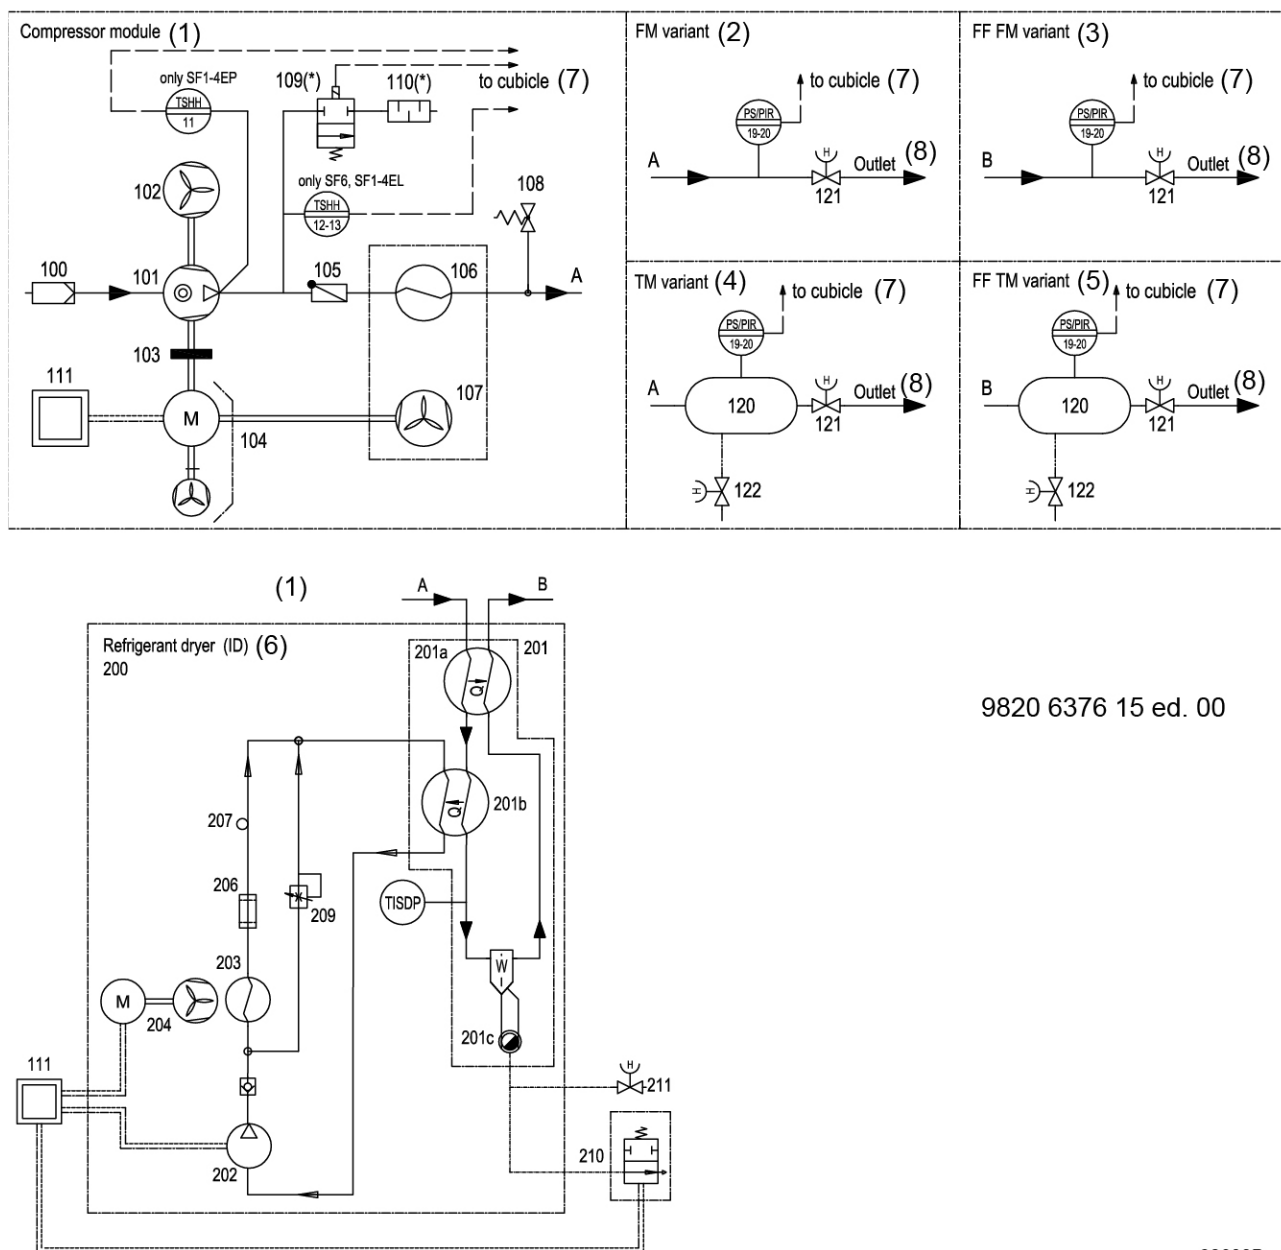 Compressor module (1)
only SF1-4EP
TSHH
11
109(*)
110(*)
to cubicle (7)
102
only SF6, SF1-4EL
TSHH
12-13
108
100
101
105
106
A
103
111
M
104
107
FM variant (2)
to cubicle (7)
PS/PIR
19-20
A
H
Outlet (8)
121
FF FM variant (3)
to cubicle (7)
PS/PIR
19-20
B
H
Outlet (8)
121
TM variant (4)
to cubicle (7)
PS/PIR
19-20
A
120
H
Outlet (8)
121
H
122
FF TM variant (5)
to cubicle (7)
PS/PIR
19-20
B
120
H
Outlet (8)
121
H
122
(1)
A
B
Refrigerant dryer (ID) (6)
200
201a
201
Q
201b
Q
207
206
209
TISDP
203
W
M
204
201c
111
H
211
202
210
9820 6376 15 ed. 00